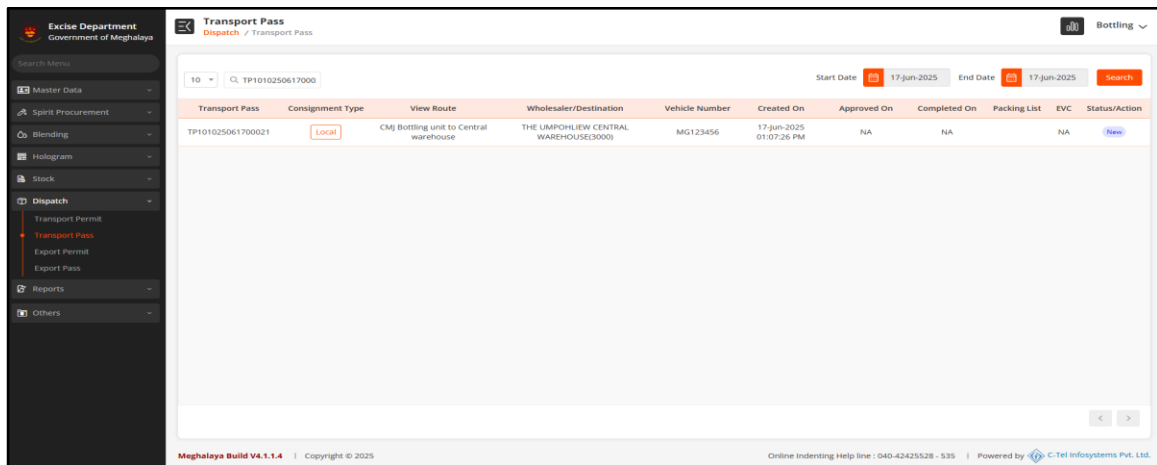 Excise Department
Government of Meghalaya
Search Menu
Master Data
Spirit Procurement
Blending
Hologram
Stock
Dispatch
Transport Permit
Transport Pass
Export Permit
Export Pass
Reports
Others
Transport Pass
Dispatch / Transport Pass
Bottling
10
TP1010250617000
Start Date 17-Jun-2025 End Date 17-Jun-2025 Search
Transport Pass Consignment Type View Route Wholesaler/Destination Vehicle Number Created On Approved On Completed On Packing List EVC Status/Action
TP101025061700021 Local CMJ Bottling unit to Central warehouse THE UMPOHLIEW CENTRAL WAREHOUSE(3000) MG123456 17-Jun-2025 01:07:26 PM NA NA NA New
< >
Meghalaya Build V4.1.1.4 | Copyright © 2025
Online Indenting Help line : 040-42425528 - 535 | Powered by C-Tel Infosystems Pvt. Ltd.